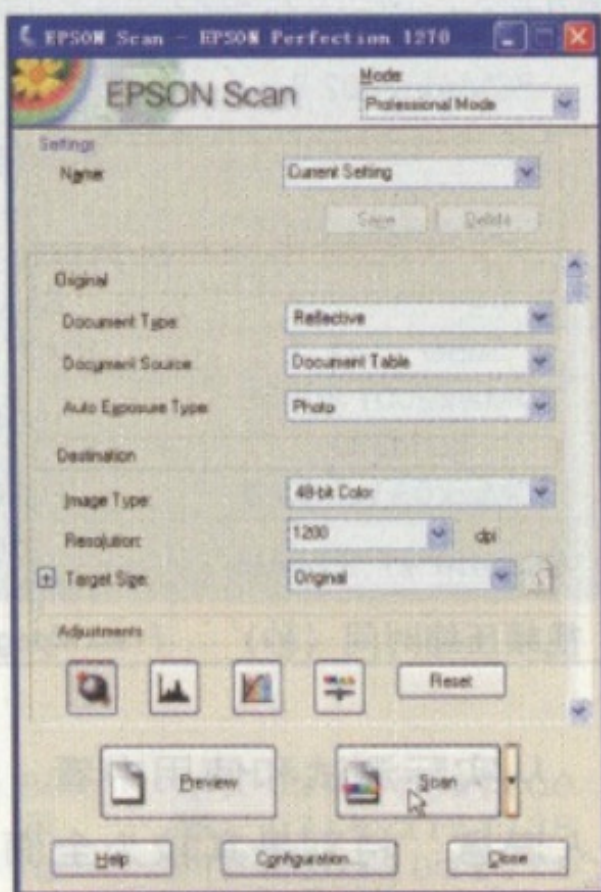 EPSON Scan - EPSON Perfection 1270
EPSON Scan
Mode:
Professional Mode
Settings
Name:
Current Setting
Save Delete
Original
Document Type: Reflective
Document Source: Document Table
Auto Exposure Type: Photo
Destination
Image Type: 48-bit Color
Resolution: 1200 dpi
Target Size: Original
Adjustments
Reset
Preview Scan
Help Configuration... Close